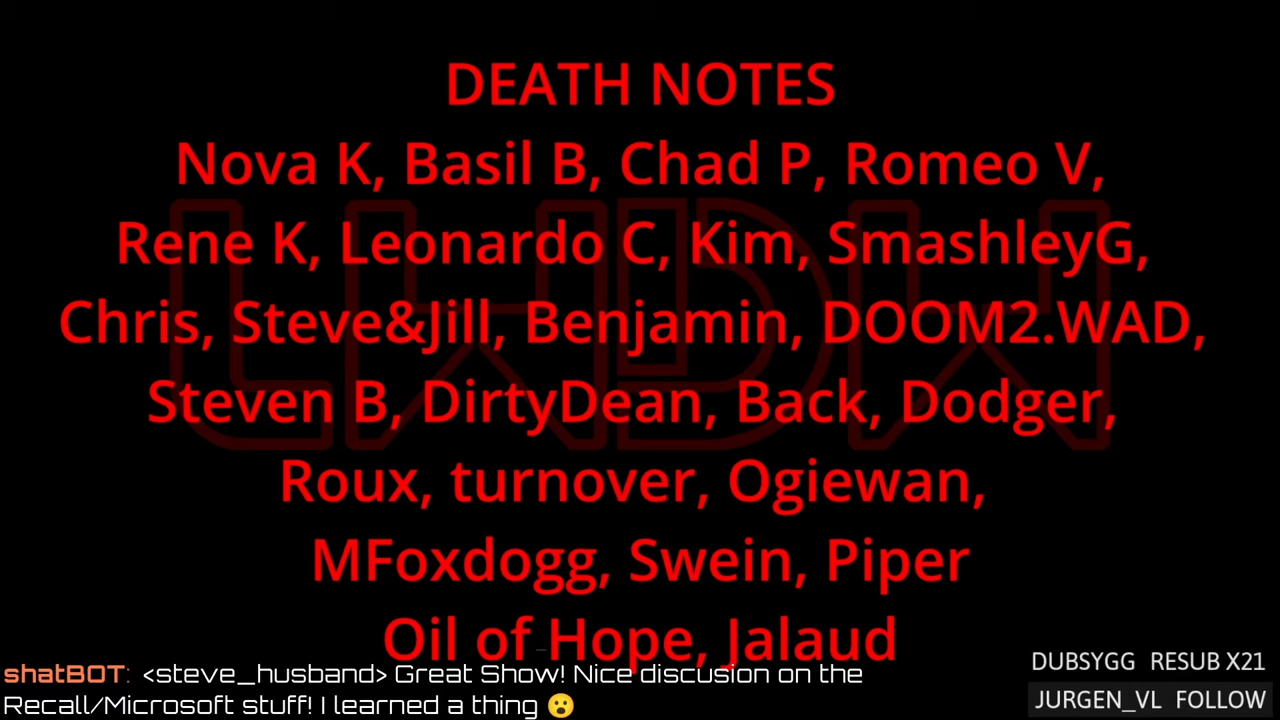 DEATH NOTES
Nova K, Basil B, Chad P, Romeo V,
Rene K, Leonardo C, Kim, SmashleyG,
Chris, Steve&Jill, Benjamin, DOOM2.WAD,
Steven B, DirtyDean, Back, Dodger,
Roux, turnover, Ogiewan,
MFoxdogg, Swein, Piper
Oil of Hope, Jalaud
shatBOT: <steve_husband> Great Show! Nice discusion on the
Recall/Microsoft stuff! I learned a thing 😮
DUBSYGG RESUB X21
JURGEN_VL FOLLOW
LWDW